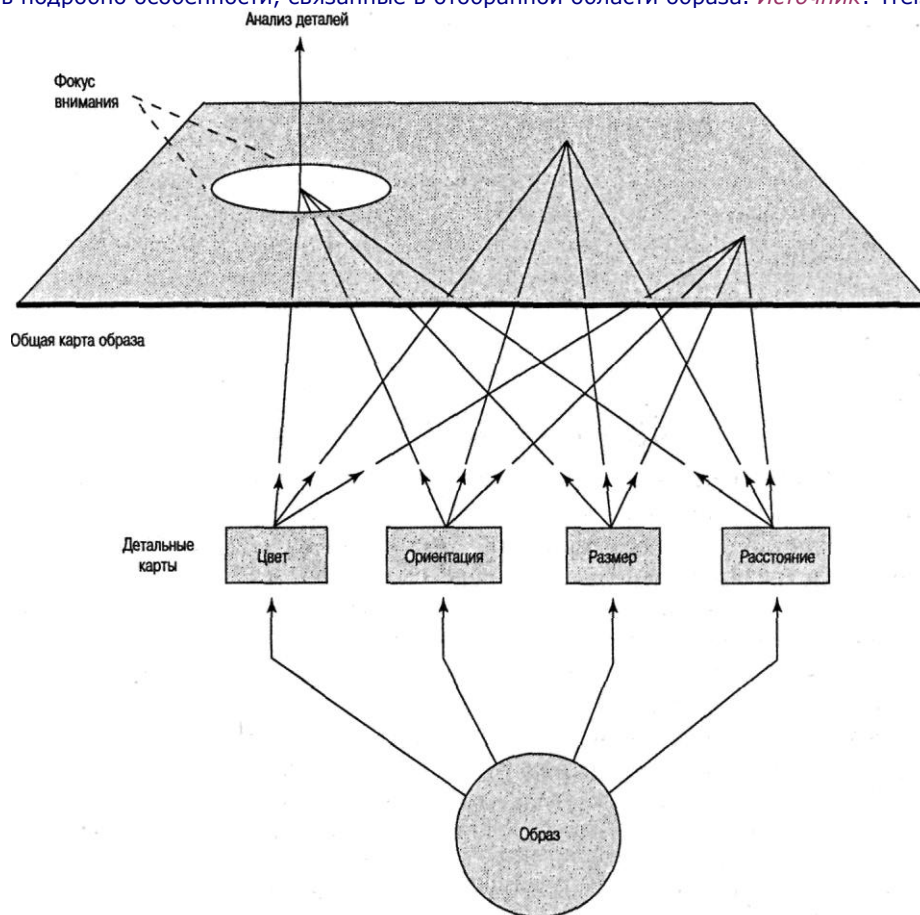 в подробно особенности, связанные в отобранной области образа. Источник:
Анализ деталей
Фокус
внимания
Общая карта образа
Детальные
карты
Цвет
Ориентация
Размер
Расстояние
Образ